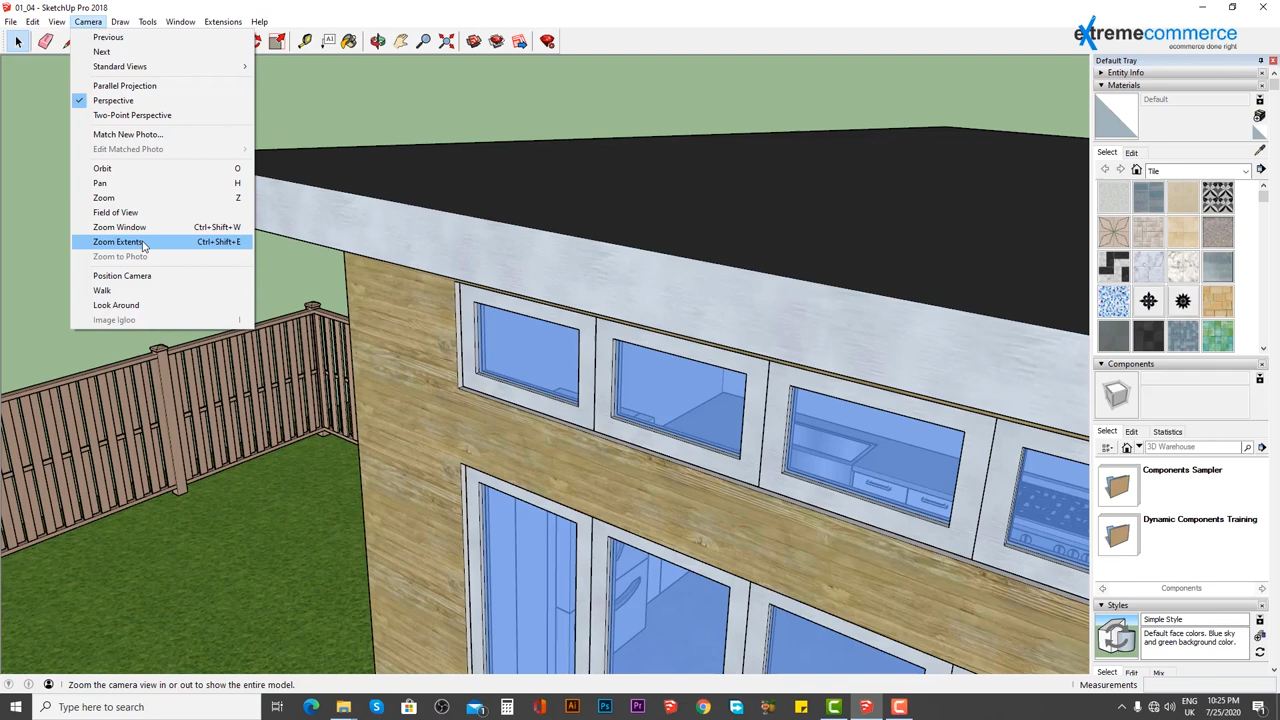 01_04 - SketchUp Pro 2018
File Edit View Camera Draw Tools Window Extensions Help
extremecommerce
ecommerce done right
Previous
Next
Standard Views
Parallel Projection
Perspective
Two-Point Perspective
Match New Photo...
Edit Matched Photo
Orbit O
Pan H
Zoom Z
Field of View
Zoom Window Ctrl+Shift+W
Zoom Extents Ctrl+Shift+E
Zoom to Photo
Position Camera
Walk
Look Around
Image Igloo I
Default Tray
Entity Info
Materials
Default
Select Edit
Tile
Components
Select Edit Statistics
3D Warehouse
Components Sampler
Dynamic Components Training
Components
Styles
Simple Style
Default face colors. Blue sky
and green background color.
Select Edit Mix
Zoom the camera view in or out to show the entire model.
Measurements
Type here to search
ENG
UK
10:25 PM
7/25/2020